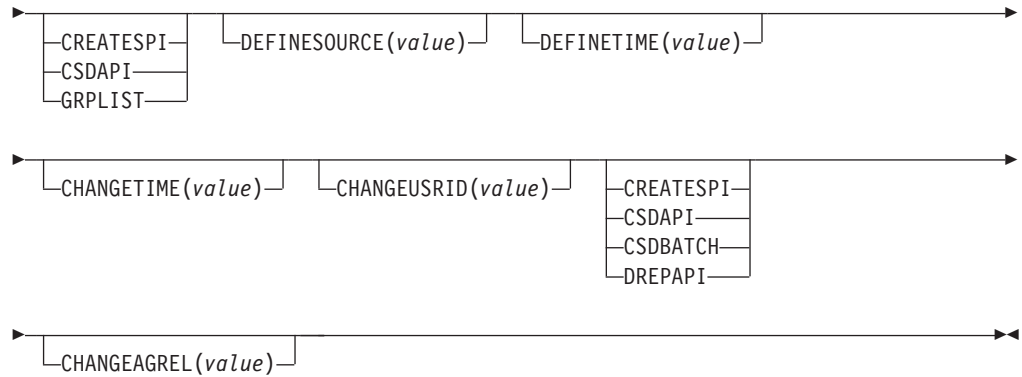 CREATESPI
CSDAPI
GRPLIST
DEFINESOURCE(value)
DEFINETIME(value)
CHANGETIME(value)
CHANGEUSRID(value)
CREATESPI
CSDAPI
CSDBATCH
DREPAPI
CHANGEAGREL(value)